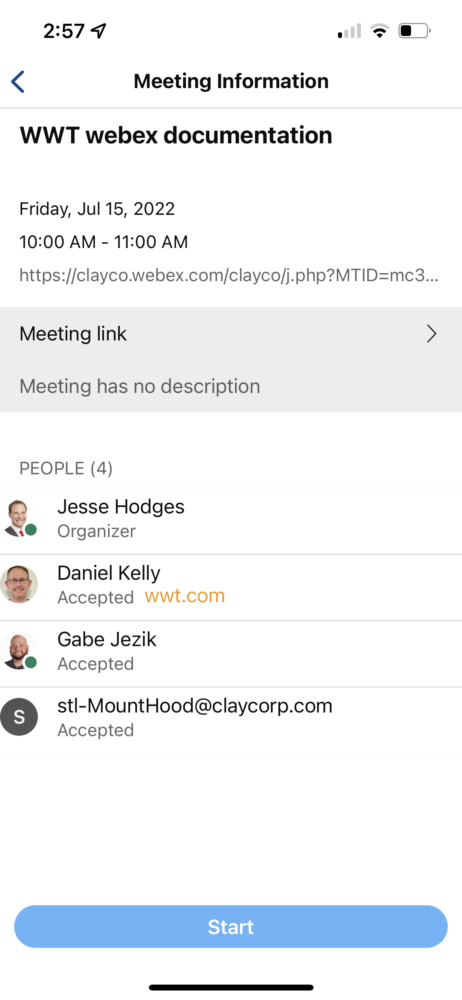 2:57
Meeting Information
WWT webex documentation
Friday, Jul 15, 2022
10:00 AM - 11:00 AM
https://clayco.webex.com/clayco/j.php?MTID=mc3...
Meeting link
Meeting has no description
PEOPLE (4)
Jesse Hodges
Organizer
Daniel Kelly
Accepted wwt.com
Gabe Jezik
Accepted
S
stl-MountHood@claycorp.com
Accepted
Start